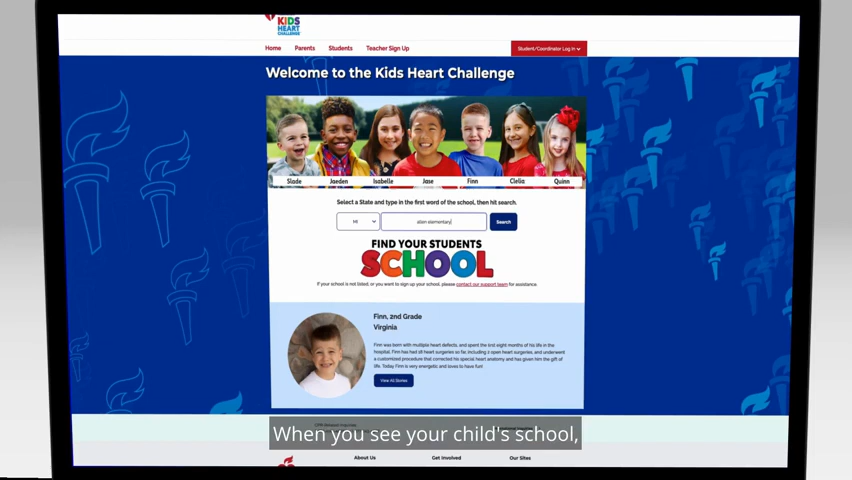 KIDS
HEART
CHALLENGE
Home Parents Students Teacher Sign Up Student/Coordinator Log In
Welcome to the Kids Heart Challenge
Slade Jaeden Isabelle Jase Finn Clelia Quinn
Select a State and type in the first word of the school, then hit search.
allen elementary Search
FIND YOUR STUDENTS
SCHOOL
If your school is not listed, or you want to sign up your school, please contact our support team for assistance.
Finn, 2nd Grade
Virginia
Finn was born with multiple heart defects, and spent the first eight months of his life in the
hospital. Finn has had 18 heart surgeries so far, including 2 open heart surgeries, and underwent
a customized procedure that corrected his special heart anatomy and has given him the gift of
life. Today Finn is very energetic and loves to have fun!
View All Stories
When you see your child's school,
About Us Get Involved Our Sites